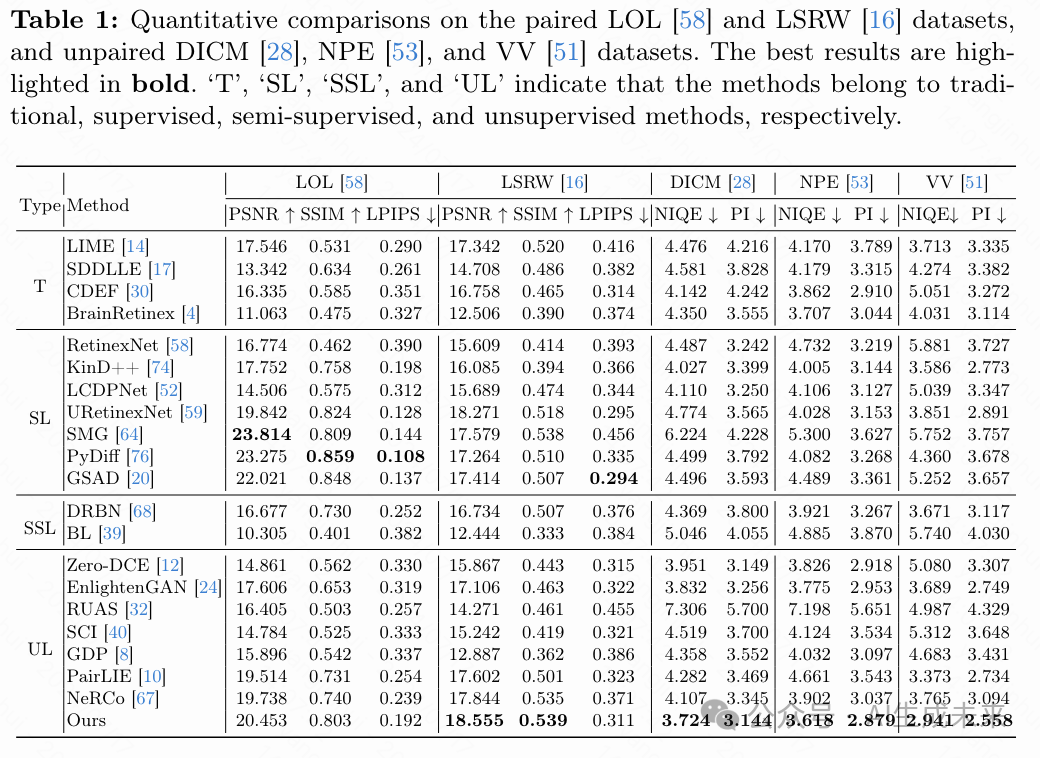 Table 1: Quantitative comparisons on the paired LOL [58] and LSRW [16] datasets,
and unpaired DICM [28], NPE [53], and VV [51] datasets. The best results are high-
lighted in bold. ‘T’, ‘SL’, ‘SSL’, and ‘UL’ indicate that the methods belong to tradi-
tional, supervised, semi-supervised, and unsupervised methods, respectively.
Type Method LOL [58] LSRW [16] DICM [28] NPE [53] VV [51]
PSNR ↑ SSIM ↑ LPIPS ↓ PSNR ↑ SSIM ↑ LPIPS ↓ NIQE ↓ PI ↓ NIQE ↓ PI ↓ NIQE↓ PI ↓
T
LIME [14] 17.546 0.531 0.290 17.342 0.520 0.416 4.476 4.216 4.170 3.789 3.713 3.335
SDDLLE [17] 13.342 0.634 0.261 14.708 0.486 0.382 4.581 3.828 4.179 3.315 4.274 3.382
CDEF [30] 16.335 0.585 0.351 16.758 0.465 0.314 4.142 4.242 3.862 2.910 5.051 3.272
BrainRetinex [4] 11.063 0.475 0.327 12.506 0.390 0.374 4.350 3.555 3.707 3.044 4.031 3.114
SL
RetinexNet [58] 16.774 0.462 0.390 15.609 0.414 0.393 4.487 3.242 4.732 3.219 5.881 3.727
KinD++ [74] 17.752 0.758 0.198 16.085 0.394 0.366 4.027 3.399 4.005 3.144 3.586 2.773
LCDPNet [52] 14.506 0.575 0.312 15.689 0.474 0.344 4.110 3.250 4.106 3.127 5.039 3.347
URetinexNet [59] 19.842 0.824 0.128 18.271 0.518 0.295 4.774 3.565 4.028 3.153 3.851 2.891
SMG [64] 23.814 0.809 0.144 17.579 0.538 0.456 6.224 4.228 5.300 3.627 5.752 3.757
PyDiff [76] 23.275 0.859 0.108 17.264 0.510 0.335 4.499 3.792 4.082 3.268 4.360 3.678
GSAD [20] 22.021 0.848 0.137 17.414 0.507 0.294 4.496 3.593 4.489 3.361 5.252 3.657
SSL
DRBN [68] 16.677 0.730 0.252 16.734 0.507 0.376 4.369 3.800 3.921 3.267 3.671 3.117
BL [39] 10.305 0.401 0.382 12.444 0.333 0.384 5.046 4.055 4.885 3.870 5.740 4.030
UL
Zero-DCE [12] 14.861 0.562 0.330 15.867 0.443 0.315 3.951 3.149 3.826 2.918 5.080 3.307
EnlightenGAN [24] 17.606 0.653 0.319 17.106 0.463 0.322 3.832 3.256 3.775 2.953 3.689 2.749
RUAS [32] 16.405 0.503 0.257 14.271 0.461 0.455 7.306 5.700 7.198 5.651 4.987 4.329
SCI [40] 14.784 0.525 0.333 15.242 0.419 0.321 4.519 3.700 4.124 3.534 5.312 3.648
GDP [8] 15.896 0.542 0.337 12.887 0.362 0.386 4.358 3.552 4.032 3.097 4.683 3.431
PairLIE [10] 19.514 0.731 0.254 17.602 0.501 0.323 4.282 3.469 4.661 3.543 3.373 2.734
NeRCo [67] 19.738 0.740 0.239 17.844 0.535 0.371 4.107 3.345 3.902 3.037 3.765 3.094
Ours 20.453 0.803 0.192 18.555 0.539 0.311 3.724 3.144 3.618 2.879 2.941 2.558
公众号 AI生成未来